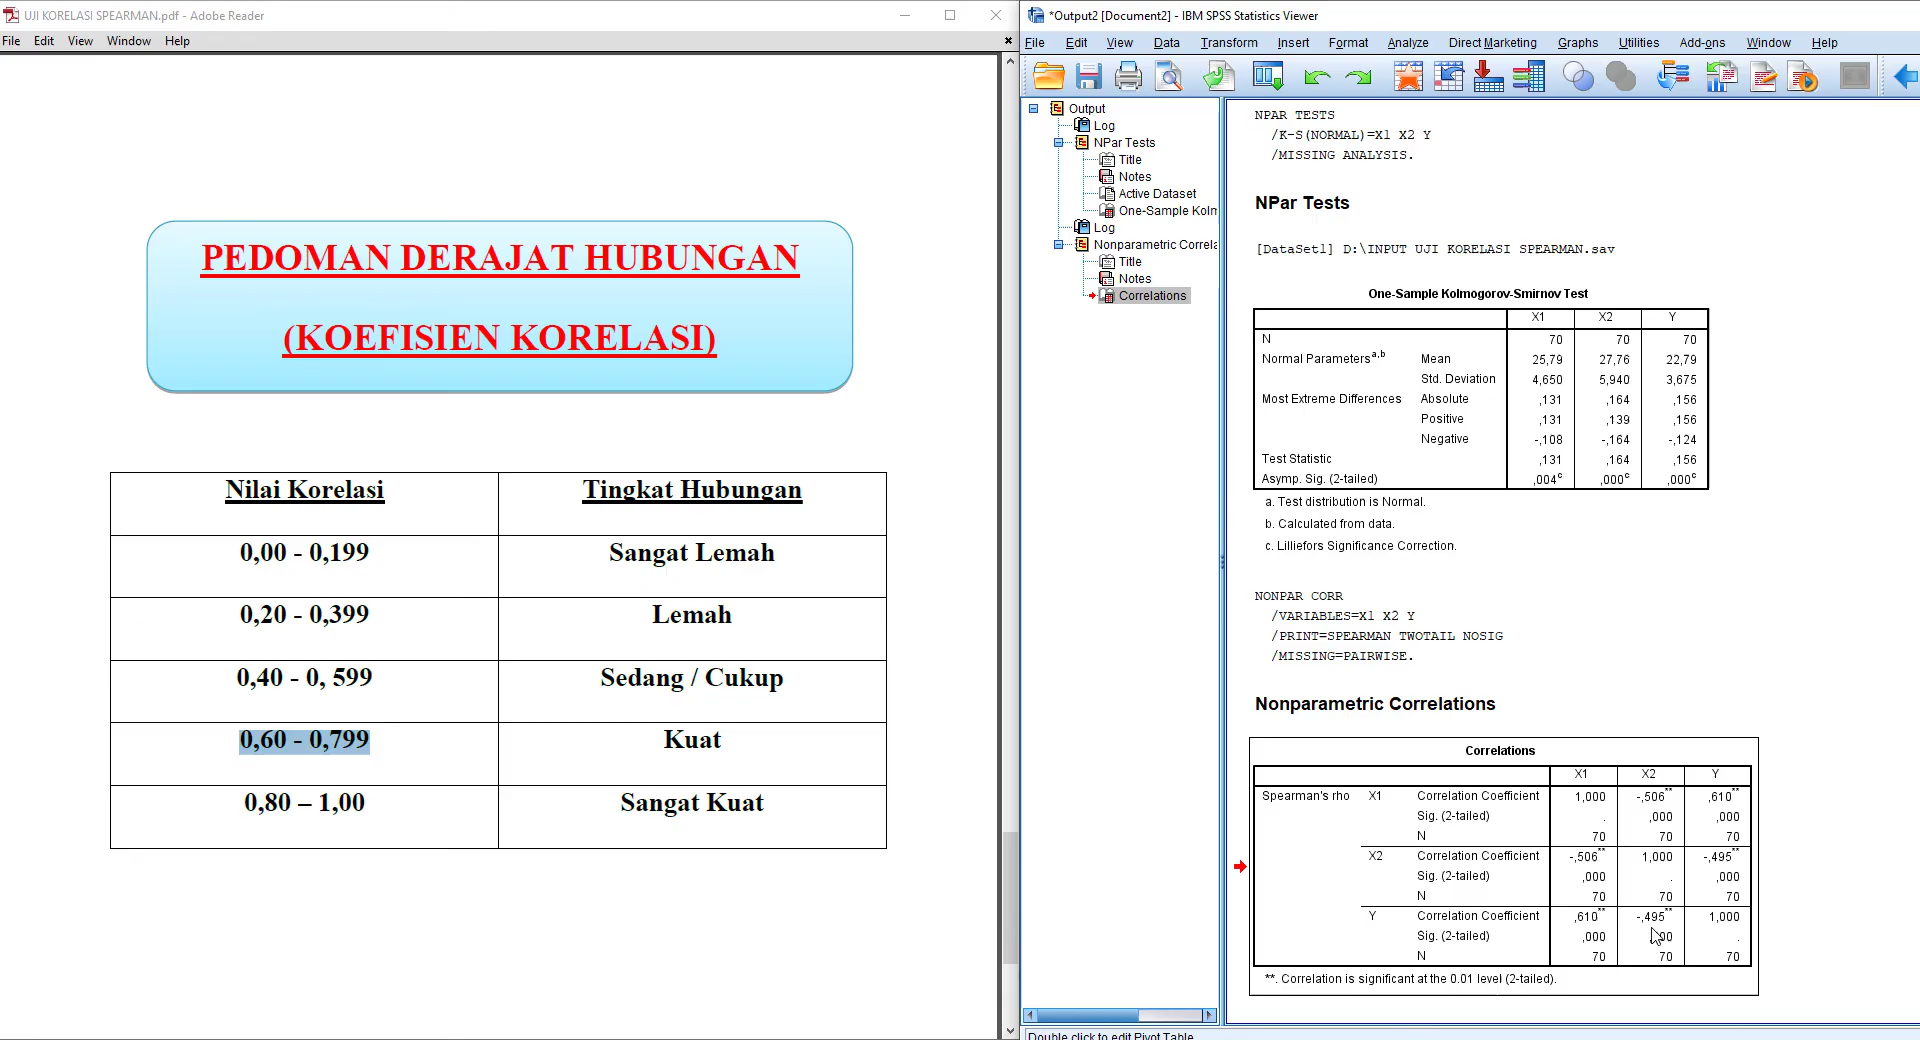 UJI KORELASI SPEARMAN.pdf - Adobe Reader
File Edit View Window Help
PEDOMAN DERAJAT HUBUNGAN
(KOEFISIEN KORELASI)
Nilai Korelasi Tingkat Hubungan
0,00 - 0,199 Sangat Lemah
0,20 - 0,399 Lemah
0,40 - 0, 599 Sedang / Cukup
0,60 - 0,799 Kuat
0,80 – 1,00 Sangat Kuat
*Output2 [Document2] - IBM SPSS Statistics Viewer
File Edit View Data Transform Insert Format Analyze Direct Marketing Graphs Utilities Add-ons Window Help
Output
Log
NPar Tests
Title
Notes
Active Dataset
One-Sample Kolm
Log
Nonparametric Correla
Title
Notes
Correlations
NPAR TESTS
/K-S(NORMAL)=X1 X2 Y
/MISSING ANALYSIS.
NPar Tests
[DataSet1] D:\INPUT UJI KORELASI SPEARMAN.sav
One-Sample Kolmogorov-Smirnov Test
X1 X2 Y
N 70 70 70
Normal Parameters a,b Mean 25,79 27,76 22,79
Std. Deviation 4,650 5,940 3,675
Most Extreme Differences Absolute ,131 ,164 ,156
Positive ,131 ,139 ,156
Negative -,108 -,164 -,124
Test Statistic ,131 ,164 ,156
Asymp. Sig. (2-tailed) ,004c ,000c ,000c
a. Test distribution is Normal.
b. Calculated from data.
c. Lilliefors Significance Correction.
NONPAR CORR
/VARIABLES=X1 X2 Y
/PRINT=SPEARMAN TWOTAIL NOSIG
/MISSING=PAIRWISE.
Nonparametric Correlations
Correlations
X1 X2 Y
Spearman's rho X1 Correlation Coefficient 1,000 -,506** ,610**
Sig. (2-tailed) . ,000 ,000
N 70 70 70
X2 Correlation Coefficient -,506** 1,000 -,495**
Sig. (2-tailed) ,000 . ,000
N 70 70 70
Y Correlation Coefficient ,610** -,495** 1,000
Sig. (2-tailed) ,000 .
N 70 70 70
**. Correlation is significant at the 0.01 level (2-tailed).
Double click to edit Pivot Table